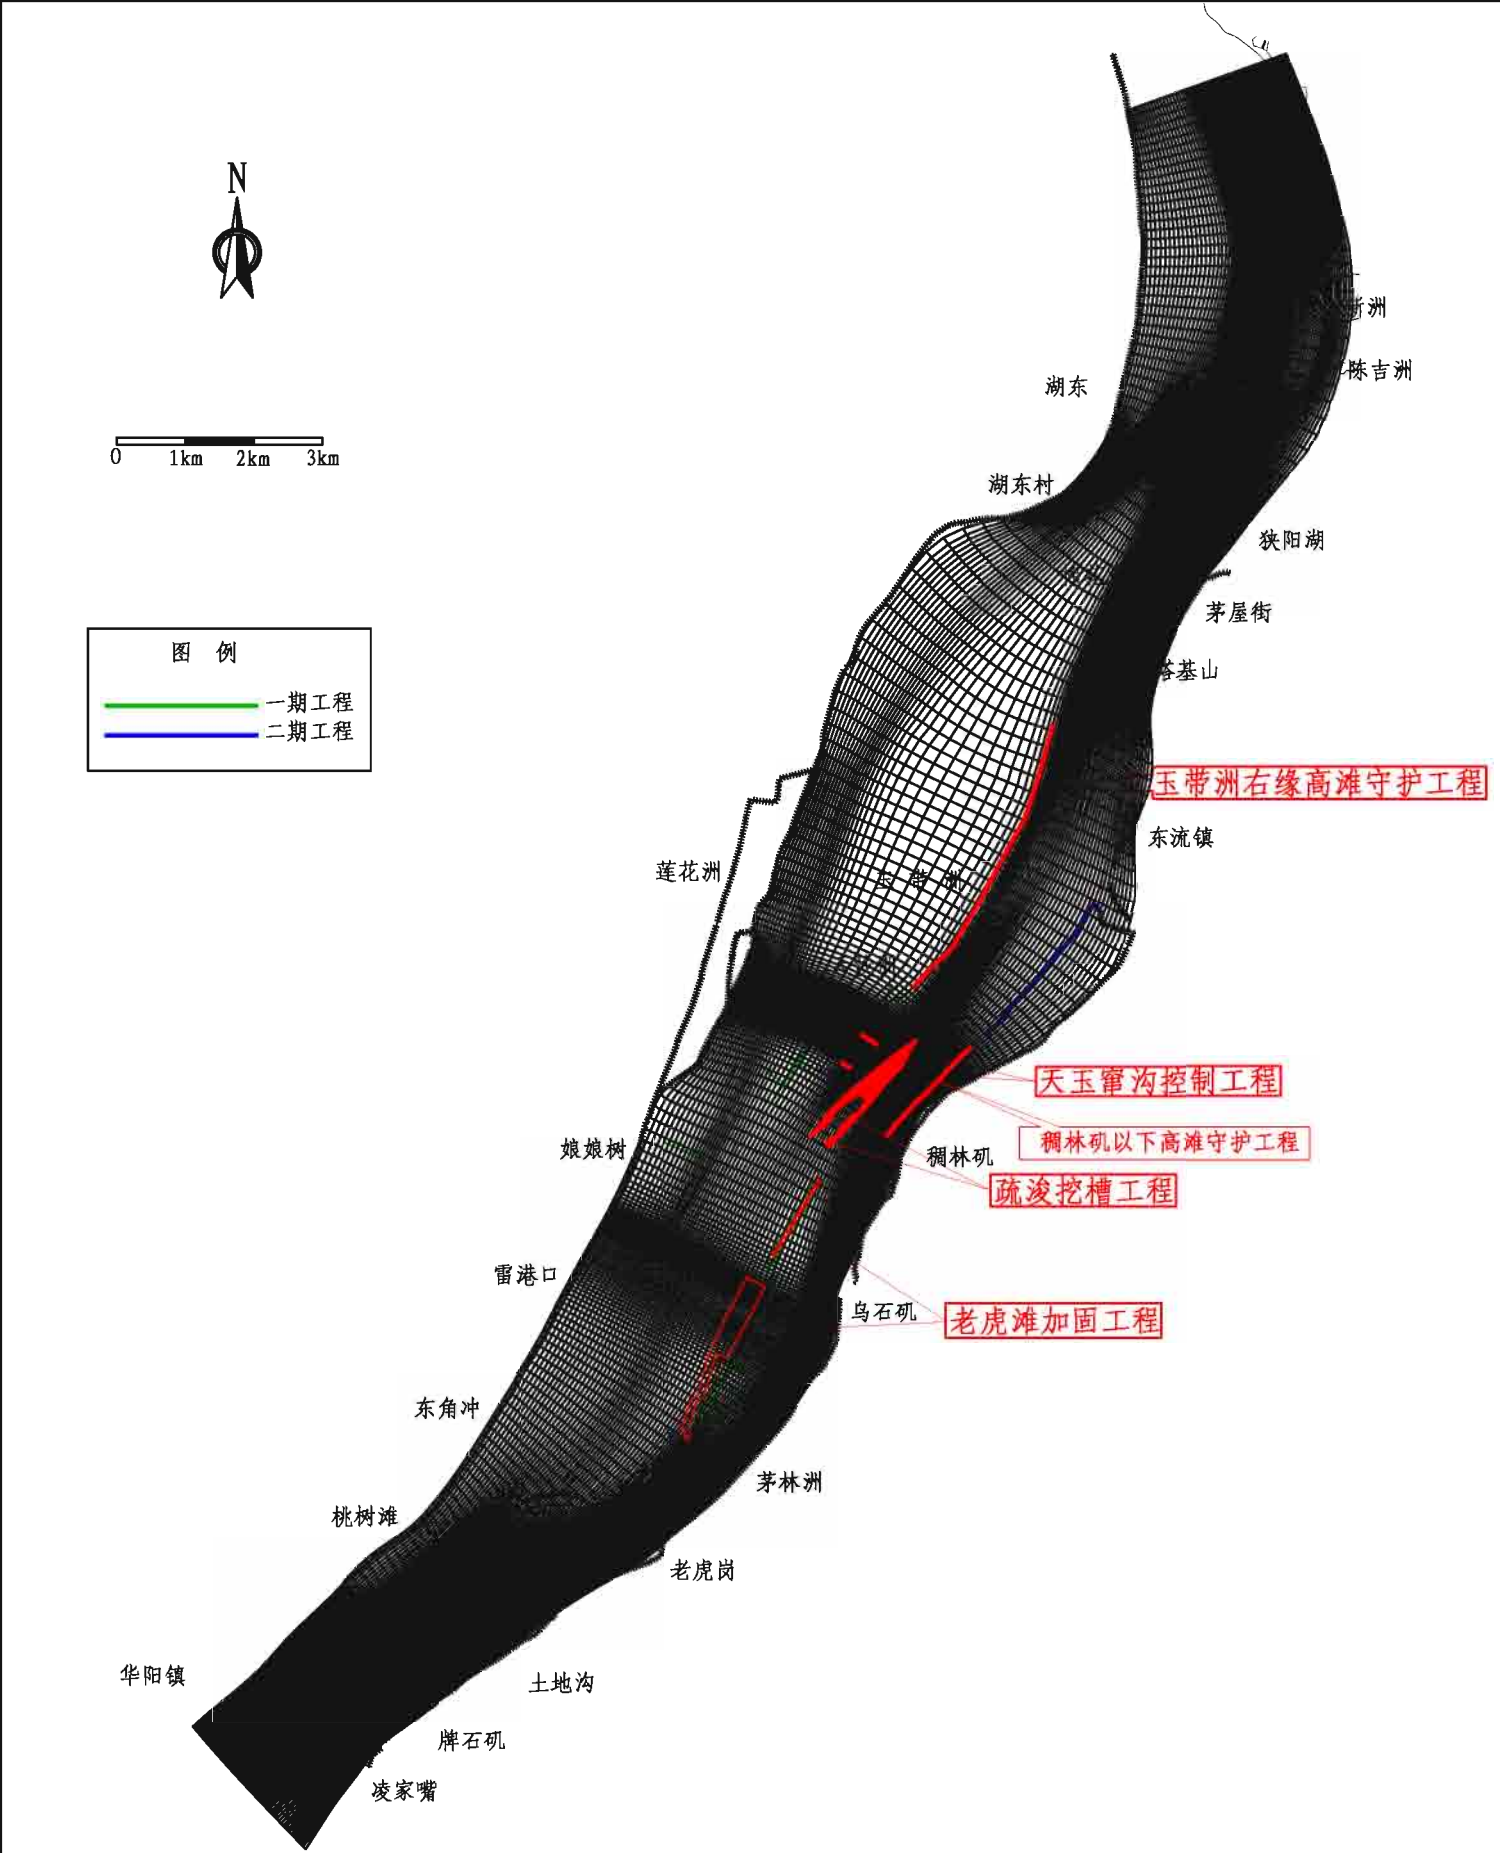 N
0 1km 2km 3km
图 例
一期工程
二期工程
洲
陈吉洲
湖东
湖东村
狭阳湖
茅屋街
塔基山
玉带洲右缘高滩守护工程
东流镇
莲花洲
玉带洲
天玉窜沟控制工程
稠林矶以下高滩守护工程
娘娘树
稠林矶
疏浚挖槽工程
雷港口
乌石矶
老虎滩加固工程
东角冲
茅林洲
桃树滩
老虎岗
华阳镇
土地沟
牌石矶
凌家嘴